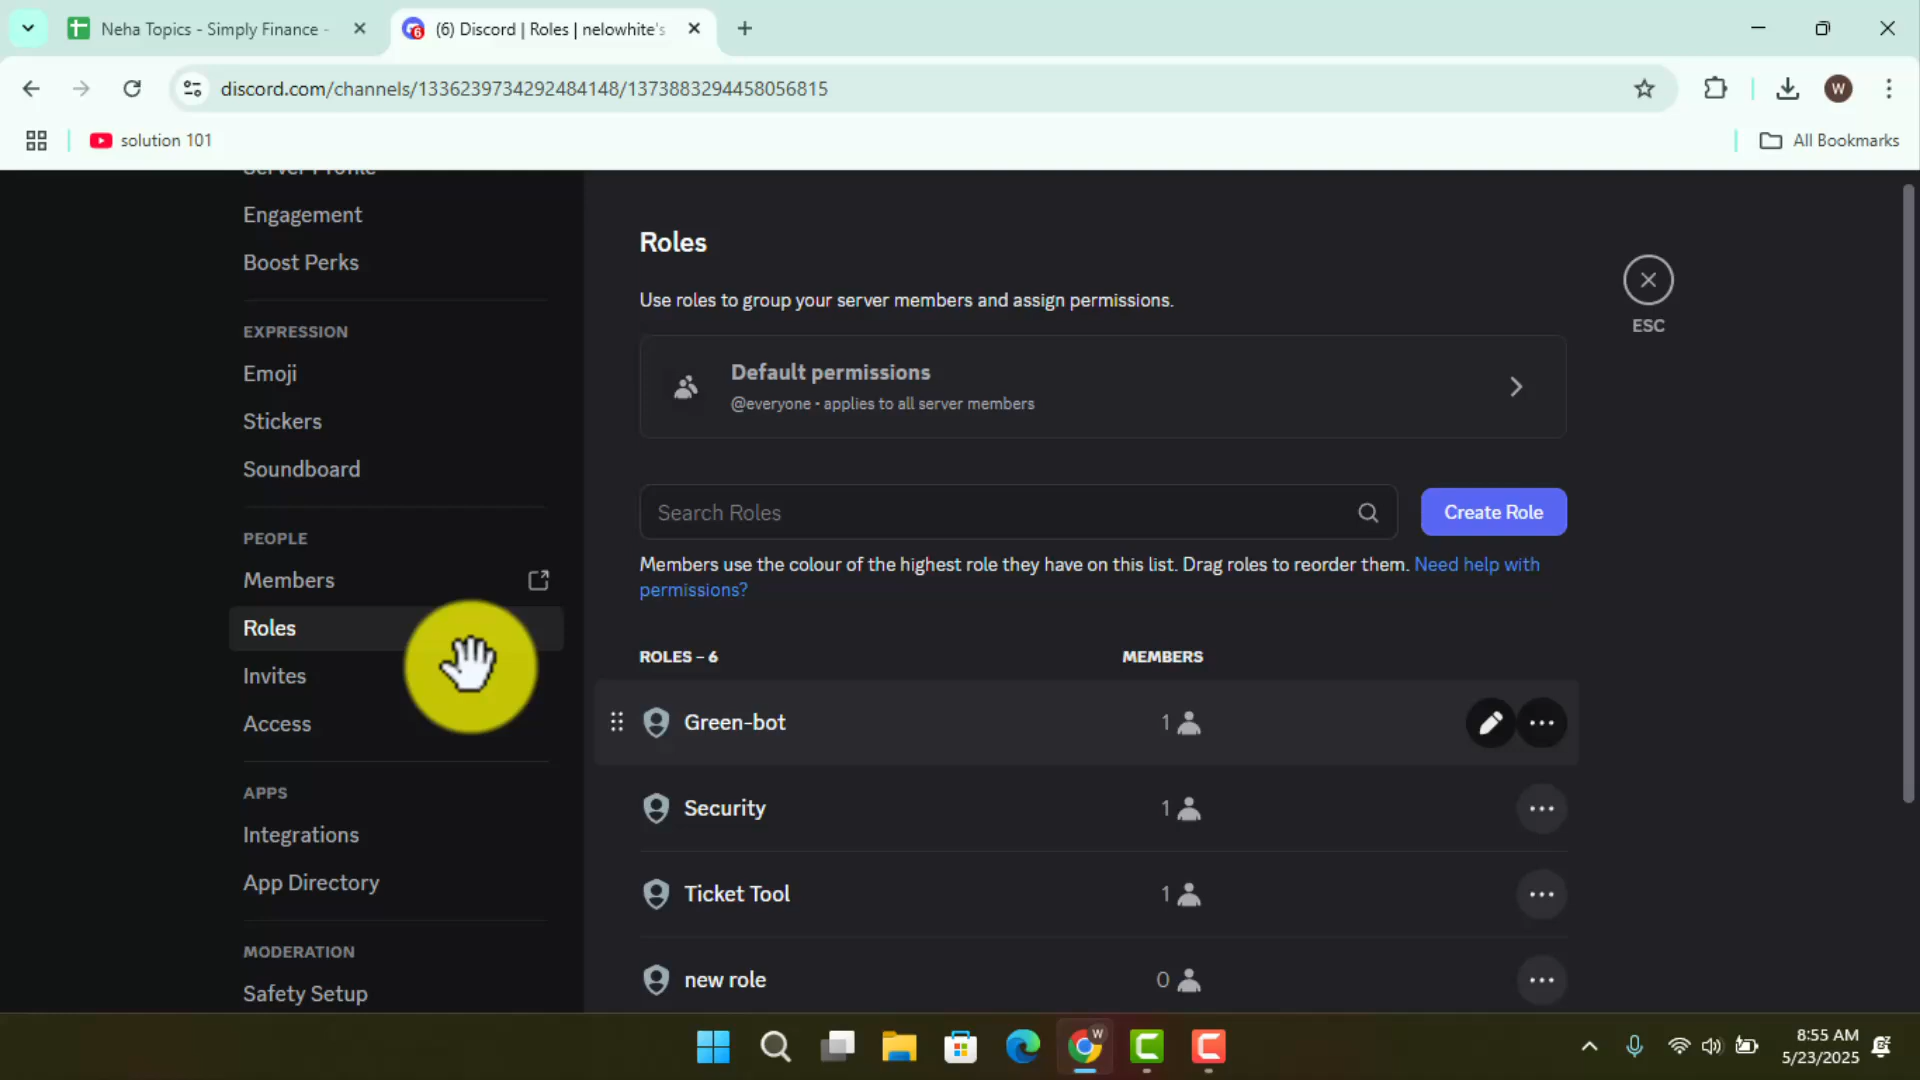 Neha Topics - Simply Finance -
(6) Discord | Roles | nelowhite's
discord.com/channels/1336239734292484148/1373883294458056815
W
solution 101
All Bookmarks
Server Profile
Engagement
Boost Perks
EXPRESSION
Emoji
Stickers
Soundboard
PEOPLE
Members
Roles
Invites
Access
APPS
Integrations
App Directory
MODERATION
Safety Setup
Roles
Use roles to group your server members and assign permissions.
ESC
Default permissions
@everyone • applies to all server members
Search Roles
Create Role
Members use the colour of the highest role they have on this list. Drag roles to reorder them. Need help with
permissions?
ROLES – 6
MEMBERS
Green-bot
1
Security
1
Ticket Tool
1
new role
0
W
8:55 AM
5/23/2025